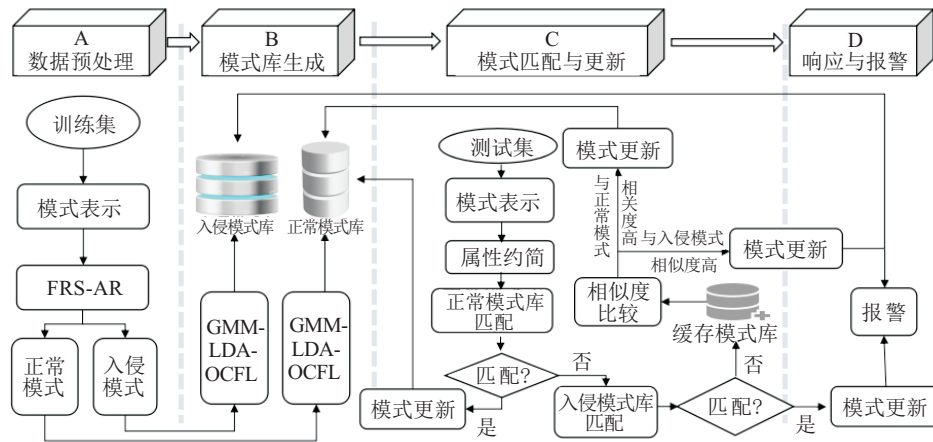 A
数据预处理
B
模式库生成
C
模式匹配与更新
D
响应与报警
训练集
模式表示
FRS-AR
正常
模式
入侵
模式
入侵模式库
正常模式库
GMM-
LDA-
OCFL
GMM-
LDA-
OCFL
测试集
模式表示
属性约简
正常模式库
匹配
匹配?
是
模式更新
否
入侵模式库
匹配
匹配?
否
是
缓存模式库
相似度
比较
与正常模式
相关度高
模式更新
与入侵模式
相似度高
模式更新
模式更新
报警